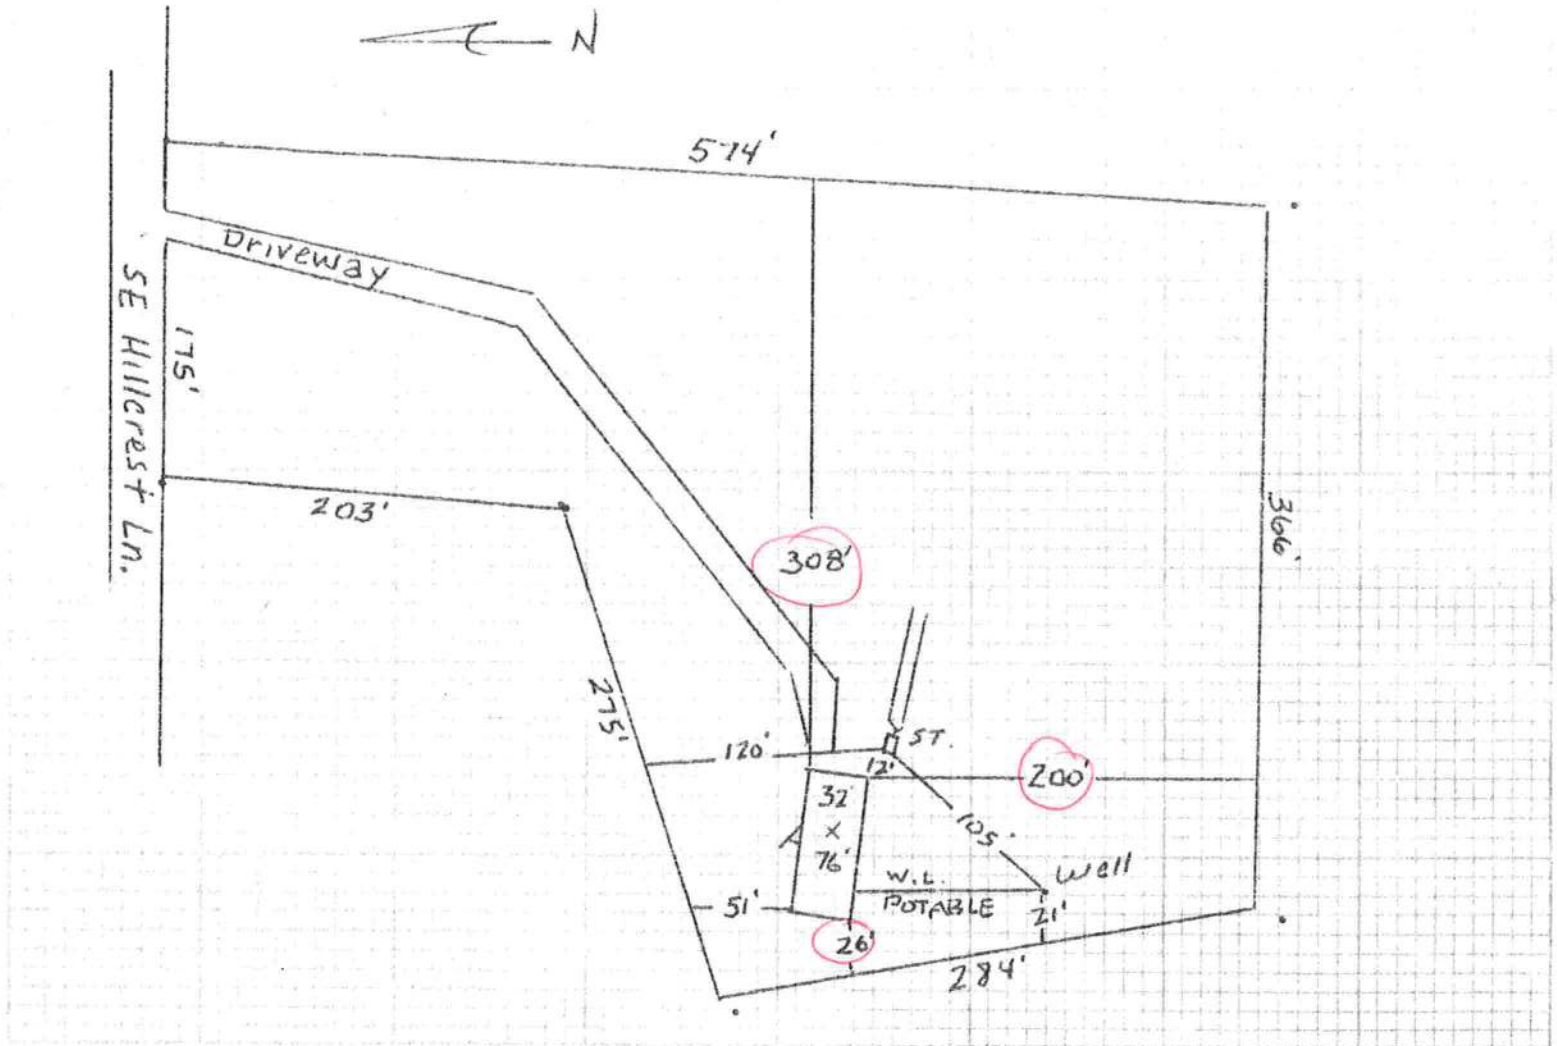 N
574'
Driveway
SE Hillcrest Ln.
175'
203'
308'
366'
275'
120'
S.T.
12'
200'
32'
x
76'
105'
Well
W.L.
POTABLE
51'
21'
26'
284'